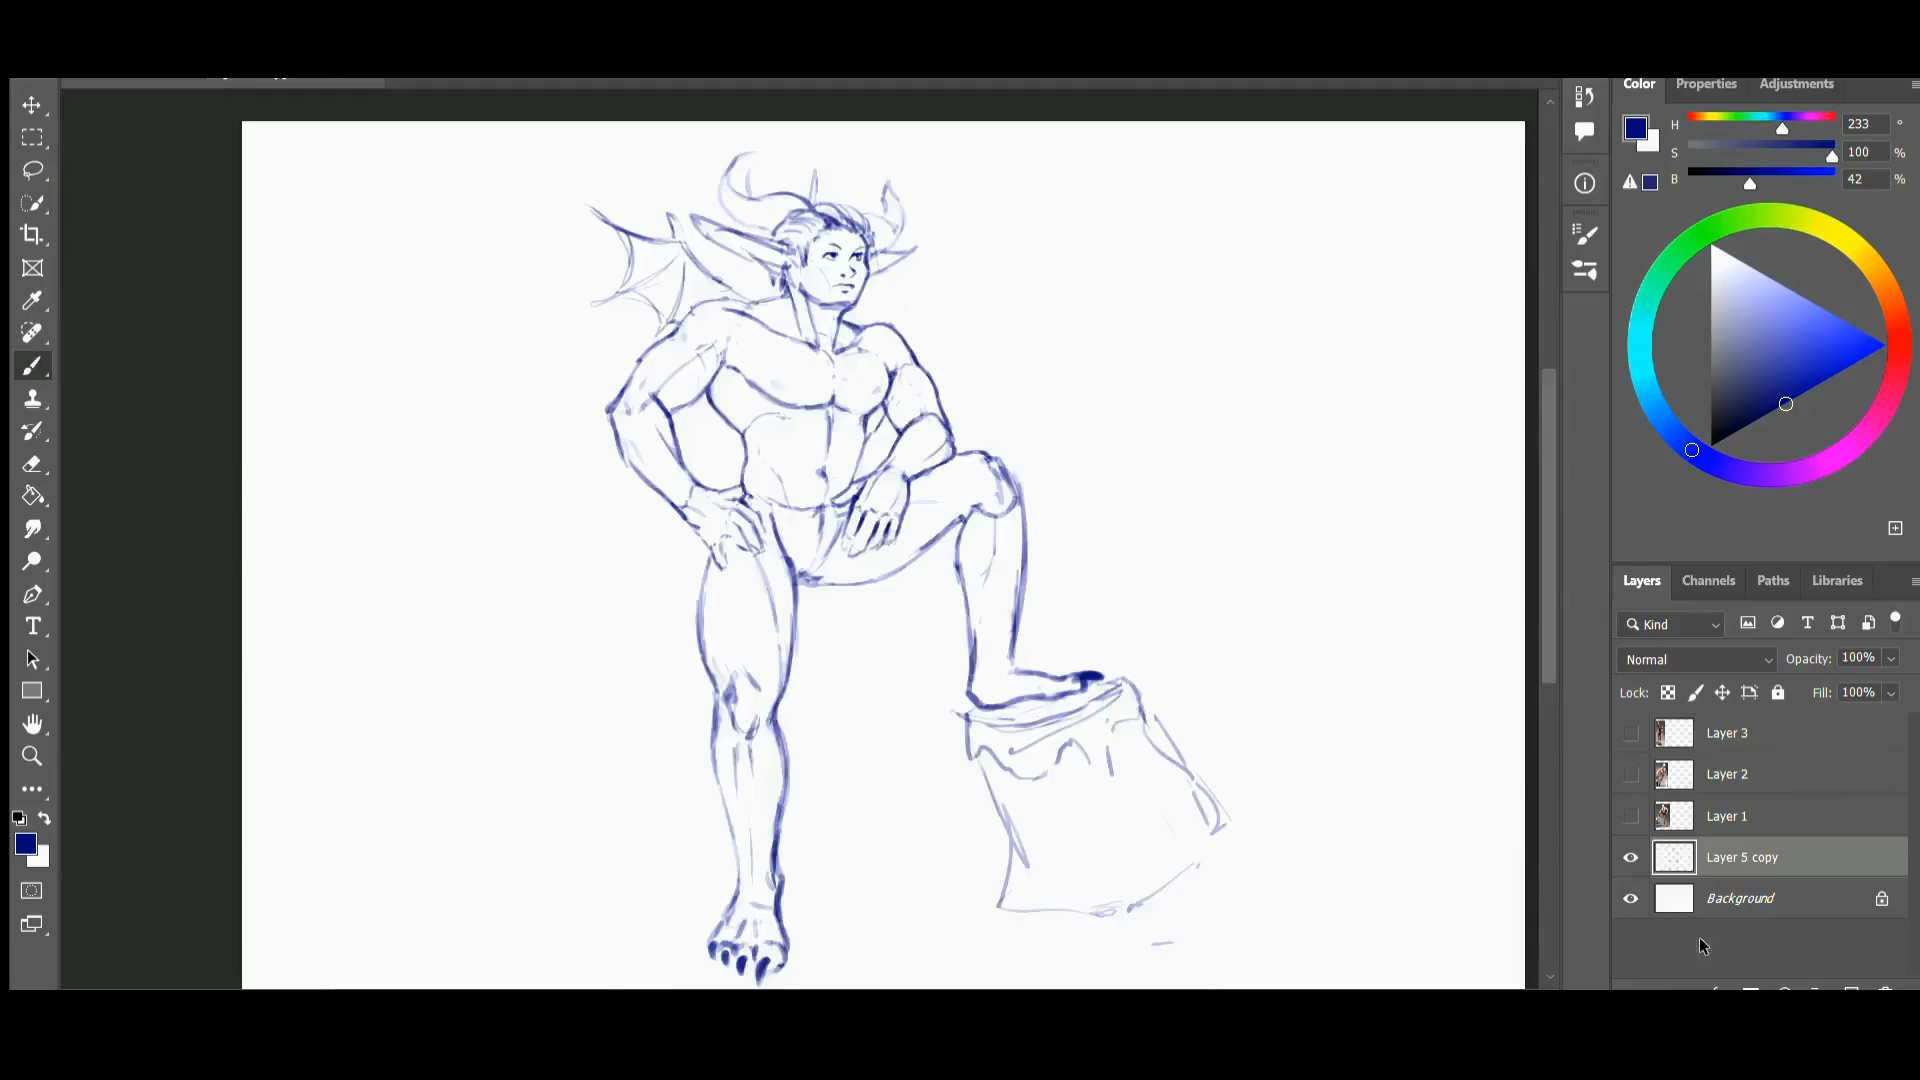 Color Properties Adjustments
H 233 °
S 100 %
B 42 %
Layers Channels Paths Libraries
Kind
Normal Opacity: 100%
Lock: Fill: 100%
Layer 3
Layer 2
Layer 1
Layer 5 copy
Background